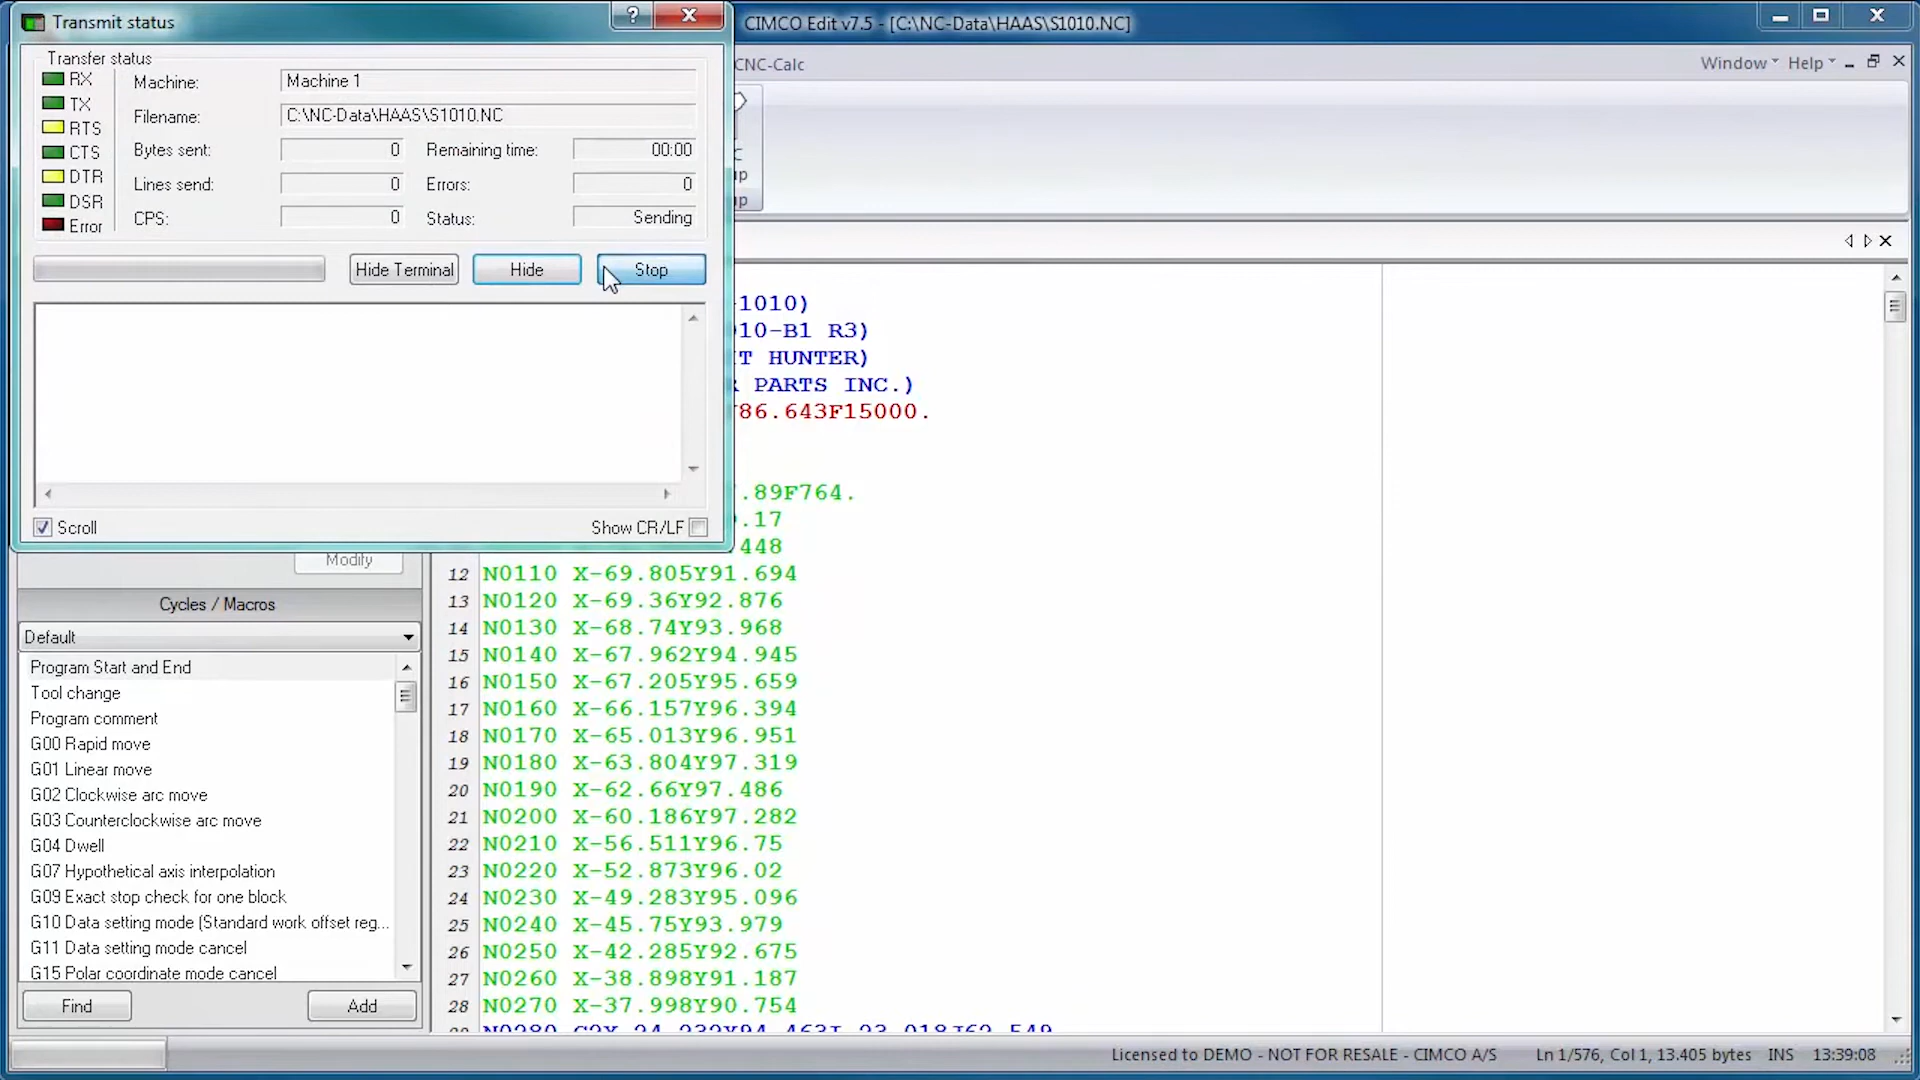 Transmit status
?
CIMCO Edit v7.5 - [C:\NC-Data\HAAS\S1010.NC]
CNC-Calc
Window
Help
Transfer status
RX
TX
RTS
CTS
DTR
DSR
Error
Machine:
Machine 1
Filename:
C:\NC-Data\HAAS\S1010.NC
Bytes sent:
0
Remaining time:
00:00
Lines send:
0
Errors:
0
CPS:
0
Status:
Sending
Hide Terminal
Hide
Stop
Scroll
Show CR/LF
1010)
10-B1 R3)
T HUNTER)
PARTS INC.)
86.643F15000.
.89F764.
.17
448
12 N0110 X-69.805Y91.694
13 N0120 X-69.36Y92.876
14 N0130 X-68.74Y93.968
15 N0140 X-67.962Y94.945
16 N0150 X-67.205Y95.659
17 N0160 X-66.157Y96.394
18 N0170 X-65.013Y96.951
19 N0180 X-63.804Y97.319
20 N0190 X-62.66Y97.486
21 N0200 X-60.186Y97.282
22 N0210 X-56.511Y96.75
23 N0220 X-52.873Y96.02
24 N0230 X-49.283Y95.096
25 N0240 X-45.75Y93.979
26 N0250 X-42.285Y92.675
27 N0260 X-38.898Y91.187
28 N0270 X-37.998Y90.754
Modify
Cycles / Macros
Default
Program Start and End
Tool change
Program comment
G00 Rapid move
G01 Linear move
G02 Clockwise arc move
G03 Counterclockwise arc move
G04 Dwell
G07 Hypothetical axis interpolation
G09 Exact stop check for one block
G10 Data setting mode (Standard work offset reg...
G11 Data setting mode cancel
G15 Polar coordinate mode cancel
Find
Add
Licensed to DEMO - NOT FOR RESALE - CIMCO A/S
Ln 1/576, Col 1, 13.405 bytes
INS
13:39:08